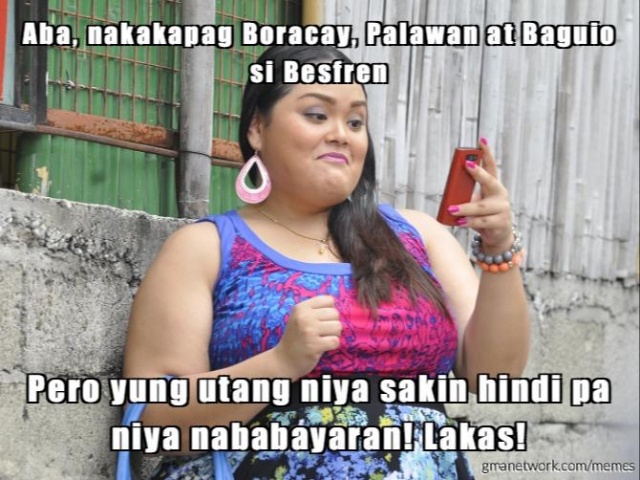 Aba, nakakapag Boracay, Palawan at Baguio
si Besfren
Pero yung utang niya sakin hindi pa
niya nababayaran! Lakas!
gmanetwork.com/memes